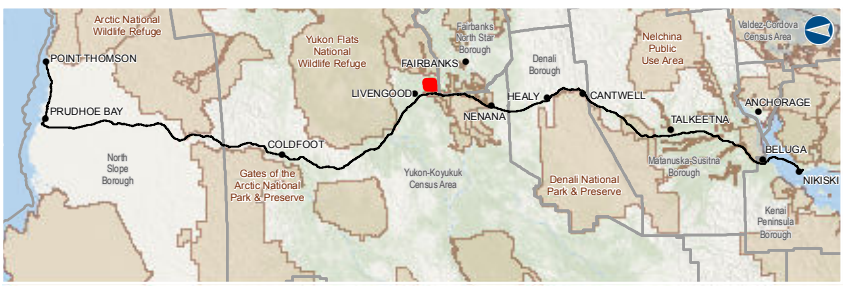 Arctic National
Wildlife Refuge
Yukon Flats
National
Wildlife Refuge
Fairbanks
North Star
Borough
Nelchina
Public
Use Area
Valdez-Cordova
Census Area
POINT THOMSON
FAIRBANKS
Denali
Borough
LIVENGOOD
HEALY
CANTWELL
ANCHORAGE
PRUDHOE BAY
NENANA
TALKEETNA
COLDFOOT
BELUGA
North
Slope
Borough
Gates of the
Arctic National
Park & Preserve
Yukon-Koyukuk
Census Area
Denali National
Park & Preserve
Matanuska-Susitna
Borough
NIKISKI
Kenai
Peninsula
Borough